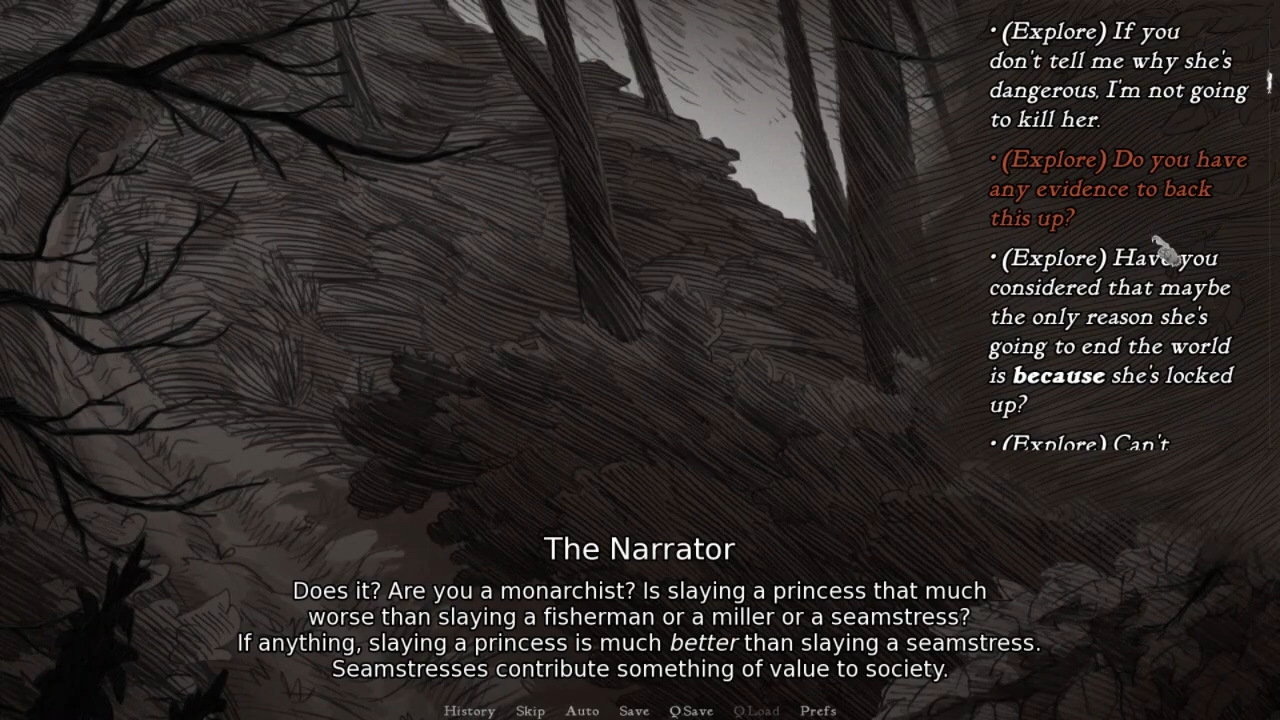 • (Explore) If you
don't tell me why she's
dangerous, I'm not going
to kill her.
• (Explore) Do you have
any evidence to back
this up?
• (Explore) Have you
considered that maybe
the only reason she's
going to end the world
is because she's locked
up?
• (Explore) Can't
The Narrator
Does it? Are you a monarchist? Is slaying a princess that much
worse than slaying a fisherman or a miller or a seamstress?
If anything, slaying a princess is much better than slaying a seamstress.
Seamstresses contribute something of value to society.
History Skip Auto Save Q.Save Q.Load Prefs